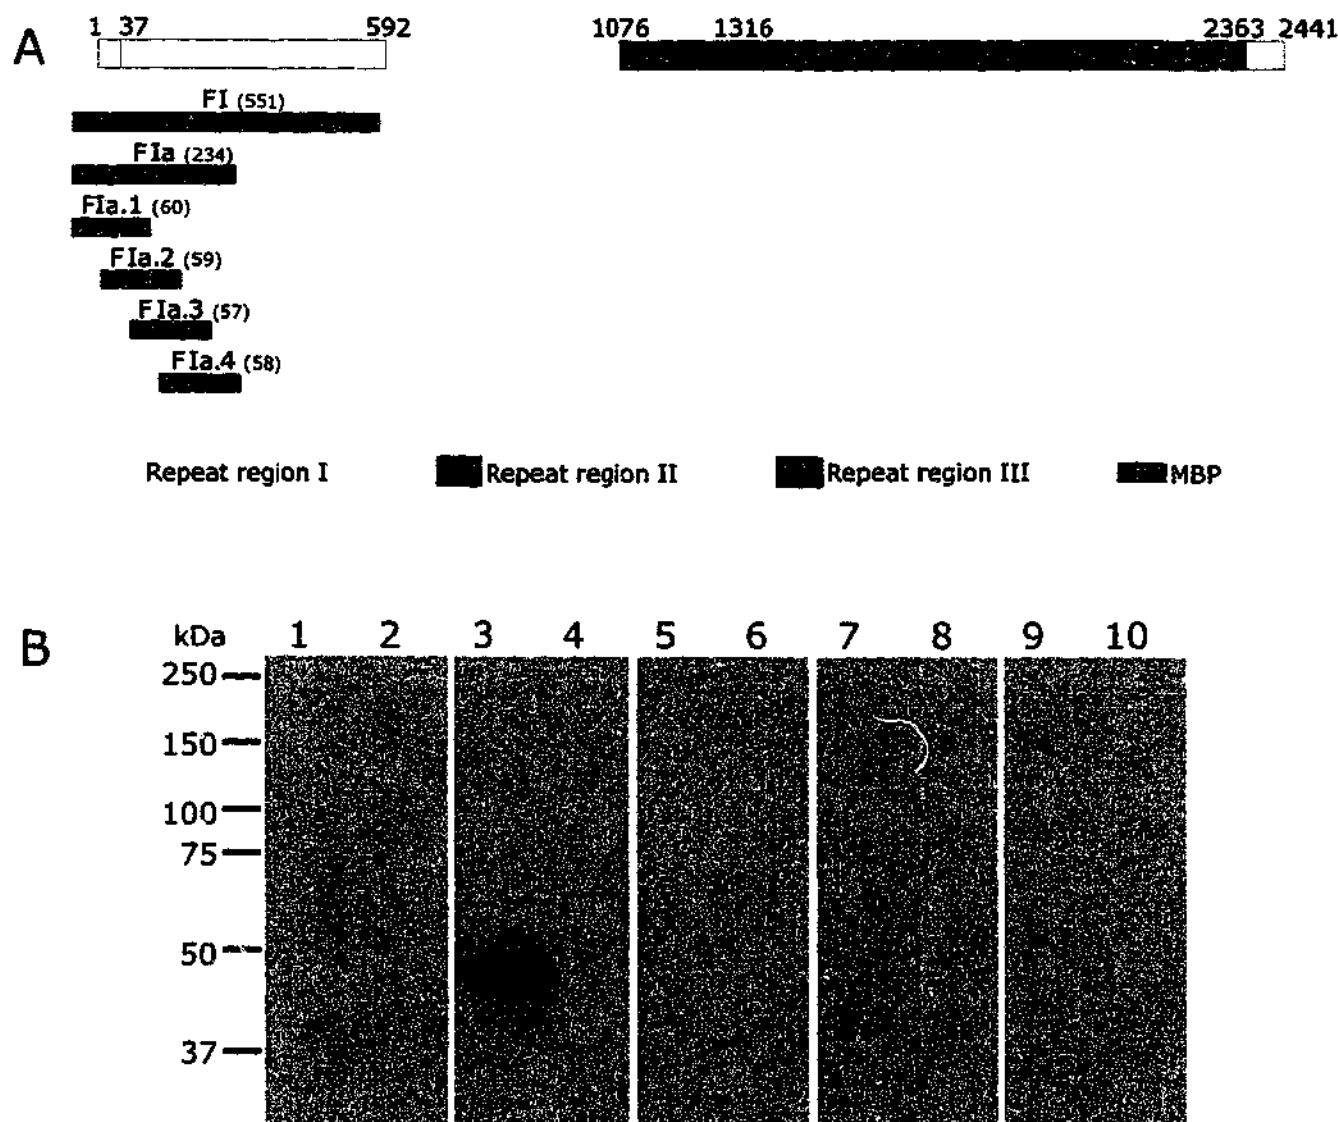 A
1 37 592 1076 1316 2363 2441
FI (551)
FIa (234)
FIa.1 (60)
FIa.2 (59)
FIa.3 (57)
FIa.4 (58)
Repeat region I Repeat region II Repeat region III MBP
B
kDa 1 2 3 4 5 6 7 8 9 10
250
150
100
75
50
37